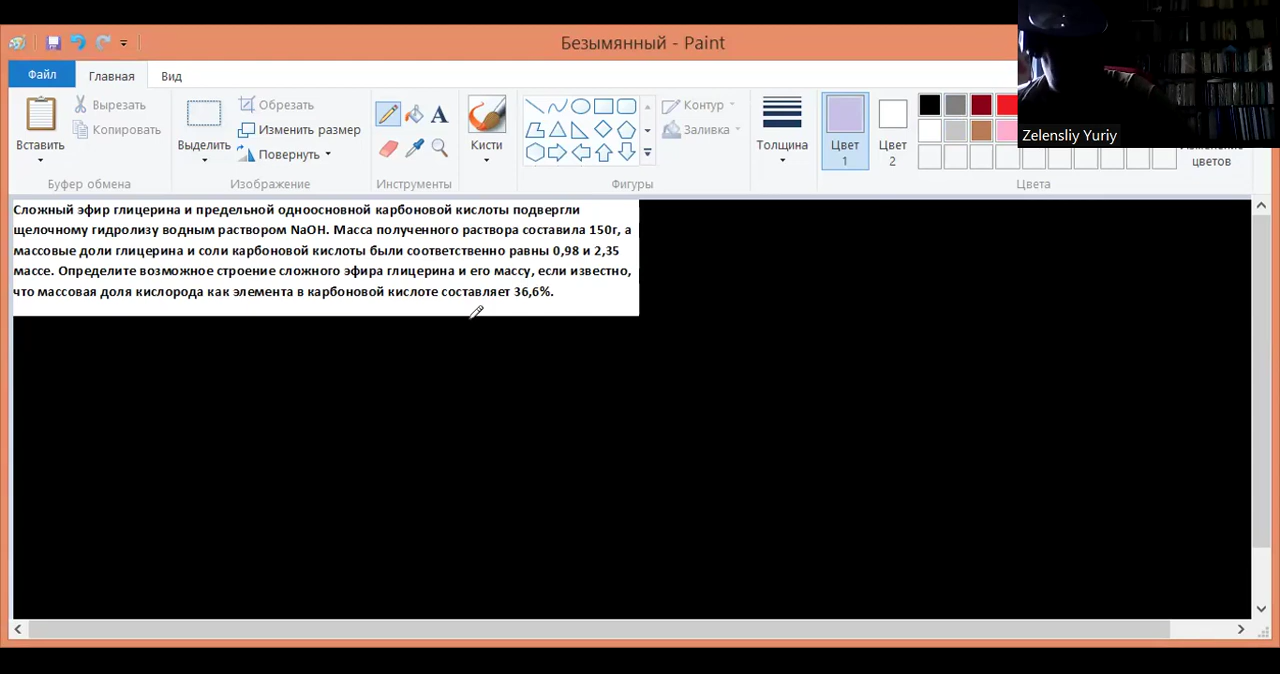 Безымянный - Paint
Файл
Главная
Вид
Вставить
Вырезать
Копировать
Буфер обмена
Выделить
Обрезать
Изменить размер
Повернуть
Изображение
Инструменты
Кисти
Контур
Заливка
Фигуры
Толщина
Цвет
1
Цвет
2
цветов
Цвета
Zelensliy Yuriy
Сложный эфир глицерина и предельной одноосновной карбоновой кислоты подвергли
щелочному гидролизу водным раствором NaOH. Масса полученного раствора составила 150г, а
массовые доли глицерина и соли карбоновой кислоты были соответственно равны 0,98 и 2,35
массе. Определите возможное строение сложного эфира глицерина и его массу, если известно,
что массовая доля кислорода как элемента в карбоновой кислоте составляет 36,6%.